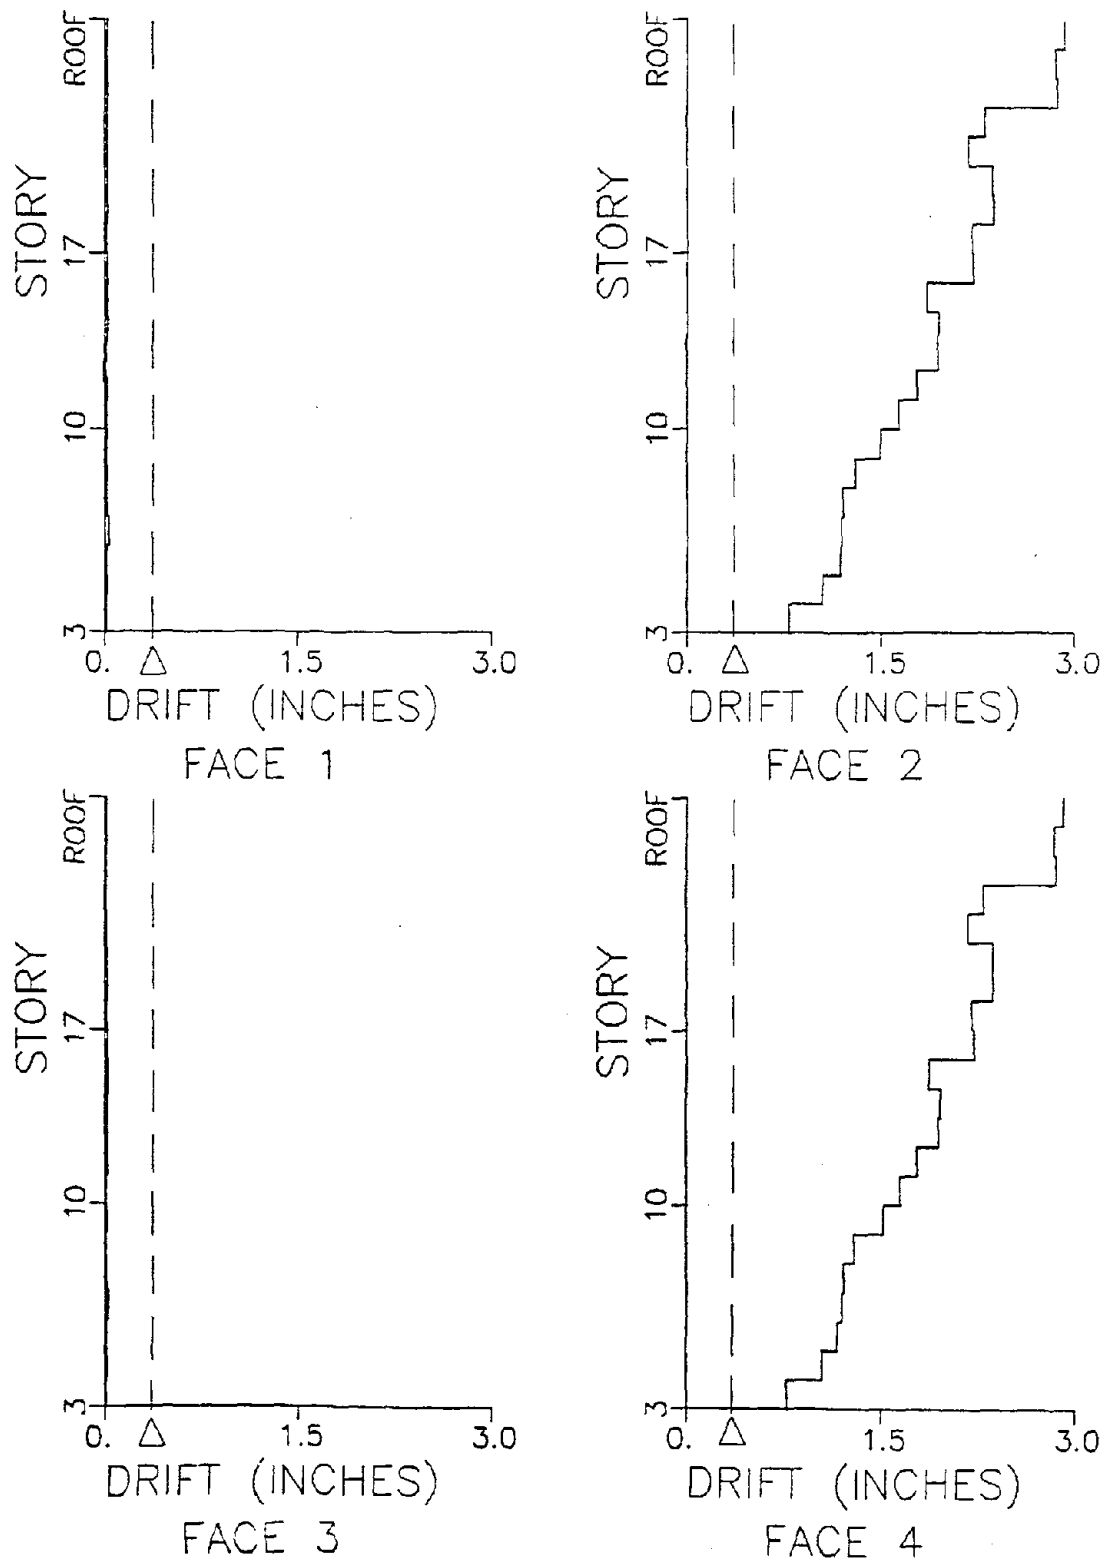 STORY
ROOF
17
10
3
0. Δ 1.5 3.0
DRIFT (INCHES)
FACE 1
STORY
ROOF
17
10
3
0. Δ 1.5 3.0
DRIFT (INCHES)
FACE 2
STORY
ROOF
17
10
3
0. Δ 1.5 3.0
DRIFT (INCHES)
FACE 3
STORY
ROOF
17
10
3
0. Δ 1.5 3.0
DRIFT (INCHES)
FACE 4